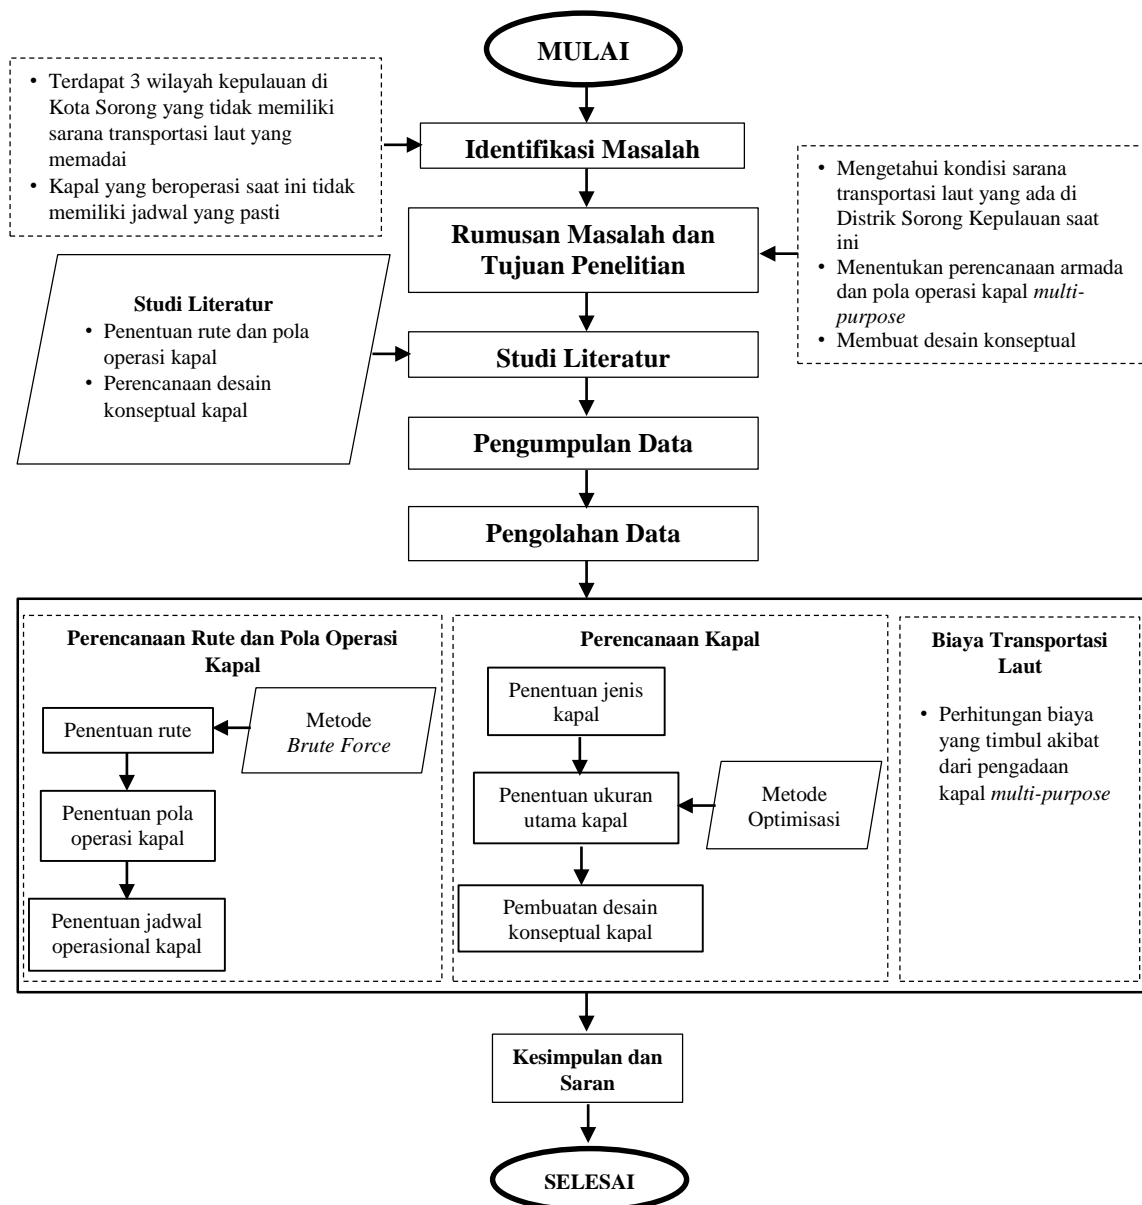 MULAI
• Terdapat 3 wilayah kepulauan di
Kota Sorong yang tidak memiliki
sarana transportasi laut yang
memadai
• Kapal yang beroperasi saat ini tidak
memiliki jadwal yang pasti
Identifikasi Masalah
• Mengetahui kondisi sarana
transportasi laut yang ada di
Distrik Sorong Kepulauan saat
ini
• Menentukan perencanaan armada
dan pola operasi kapal multi-
purpose
• Membuat desain konseptual
Rumusan Masalah dan
Tujuan Penelitian
Studi Literatur
• Penentuan rute dan pola
operasi kapal
• Perencanaan desain
konseptual kapal
Studi Literatur
Pengumpulan Data
Pengolahan Data
Perencanaan Rute dan Pola Operasi
Kapal
Penentuan rute
Metode
Brute Force
Penentuan pola
operasi kapal
Penentuan jadwal
operasional kapal
Perencanaan Kapal
Penentuan jenis
kapal
Penentuan ukuran
utama kapal
Metode
Optimisasi
Pembuatan desain
konseptual kapal
Biaya Transportasi
Laut
• Perhitungan biaya
yang timbul akibat
dari pengadaan
kapal multi-purpose
Kesimpulan dan
Saran
SELESAI